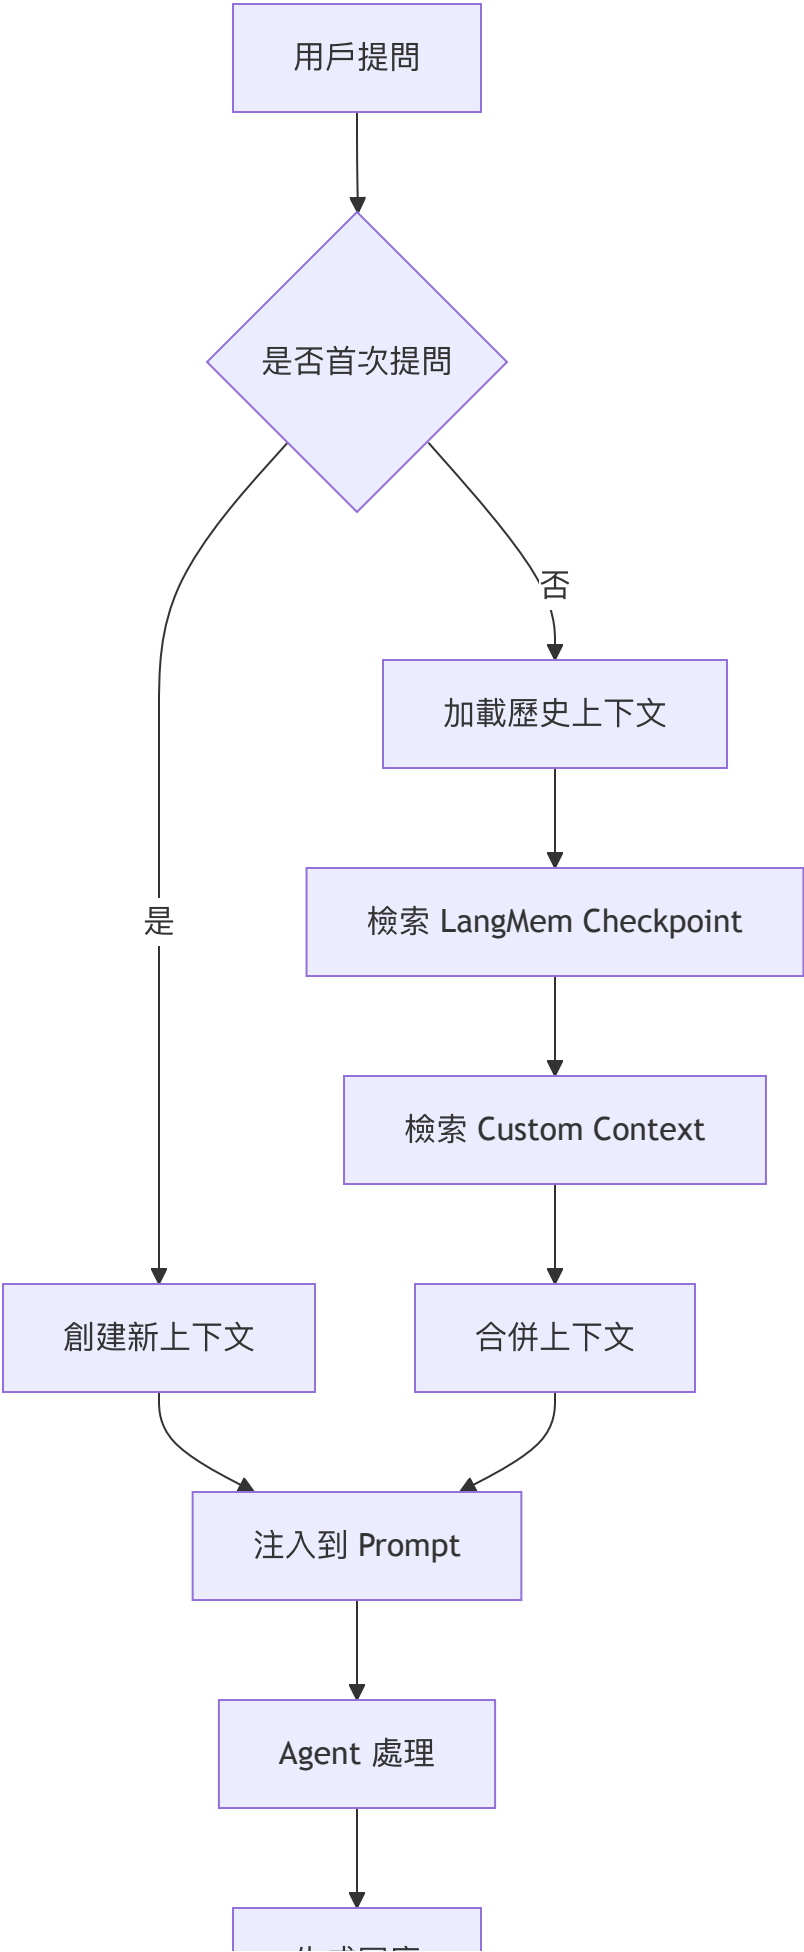 用戶提問
是否首次提問
否
加載歷史上下文
是
檢索 LangMem Checkpoint
檢索 Custom Context
創建新上下文
合併上下文
注入到 Prompt
Agent 處理